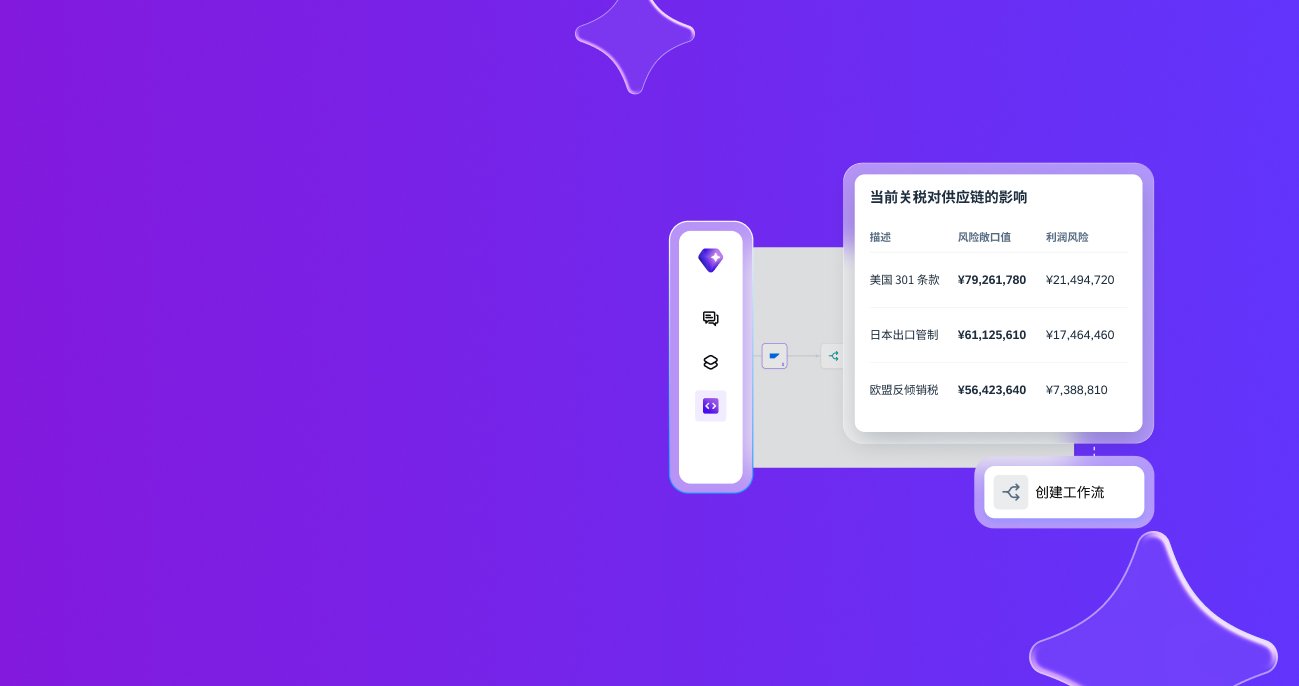 当前关税对供应链的影响
描述 风险敞口值 利润风险
美国 301 条款 ¥79,261,780 ¥21,494,720
日本出口管制 ¥61,125,610 ¥17,464,460
欧盟反倾销税 ¥56,423,640 ¥7,388,810
创建工作流